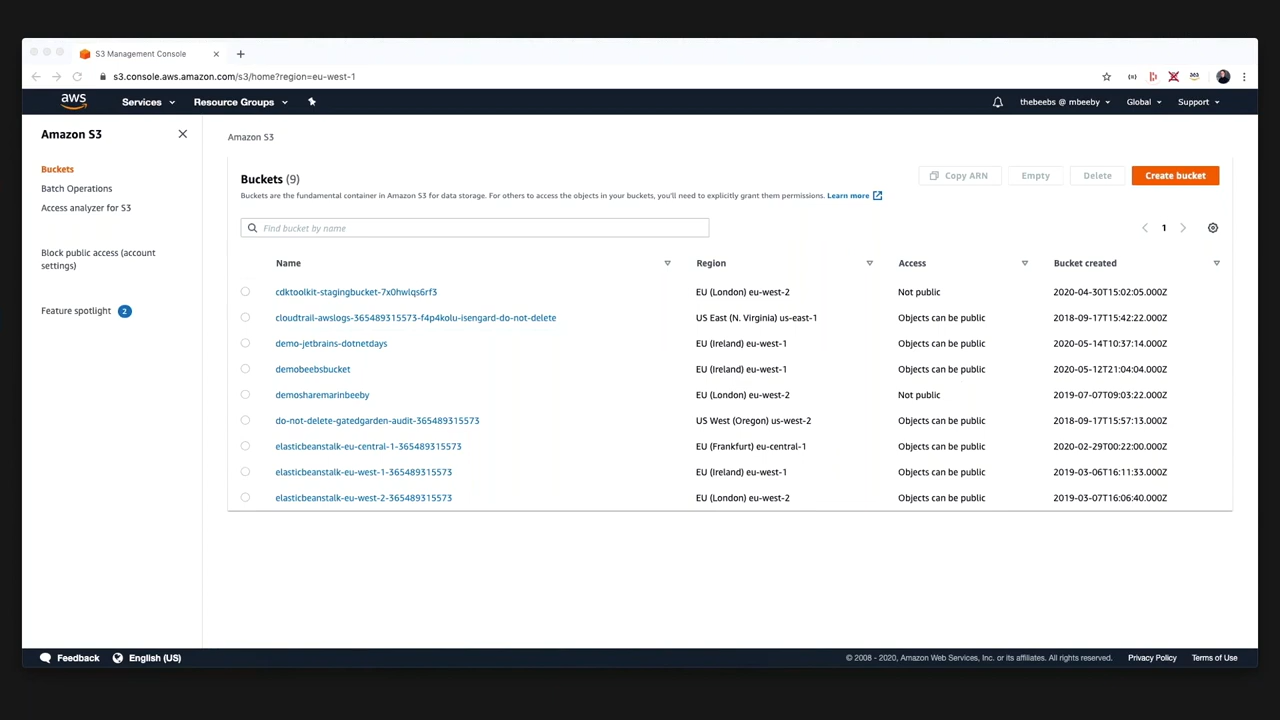 S3 Management Console
s3.console.aws.amazon.com/s3/home?region=eu-west-1
aws Services Resource Groups thebeebs @ mbeeby Global Support
Amazon S3
Buckets
Batch Operations
Access analyzer for S3
Block public access (account
settings)
Feature spotlight 2
Amazon S3
Buckets (9) Copy ARN Empty Delete Create bucket
Buckets are the fundamental container in Amazon S3 for data storage. For others to access the objects in your buckets, you'll need to explicitly grant them permissions. Learn more
Find bucket by name 1
Name Region Access Bucket created
cdktoolkit-stagingbucket-7x0hwlqs6rf3 EU (London) eu-west-2 Not public 2020-04-30T15:02:05.000Z
cloudtrail-awslogs-365489315573-f4p4kolu-isengard-do-not-delete US East (N. Virginia) us-east-1 Objects can be public 2018-09-17T15:42:22.000Z
demo-jetbrains-dotnetdays EU (Ireland) eu-west-1 Objects can be public 2020-05-14T10:37:14.000Z
demobeebsbucket EU (Ireland) eu-west-1 Objects can be public 2020-05-12T21:04:04.000Z
demosharemarinbeeby EU (London) eu-west-2 Not public 2019-07-07T09:03:22.000Z
do-not-delete-gatedgarden-audit-365489315573 US West (Oregon) us-west-2 Objects can be public 2018-09-17T15:57:13.000Z
elasticbeanstalk-eu-central-1-365489315573 EU (Frankfurt) eu-central-1 Objects can be public 2020-02-29T00:22:00.000Z
elasticbeanstalk-eu-west-1-365489315573 EU (Ireland) eu-west-1 Objects can be public 2019-03-06T16:11:33.000Z
elasticbeanstalk-eu-west-2-365489315573 EU (London) eu-west-2 Objects can be public 2019-03-07T16:06:40.000Z
Feedback English (US) © 2008 - 2020, Amazon Web Services, Inc. or its affiliates. All rights reserved. Privacy Policy Terms of Use